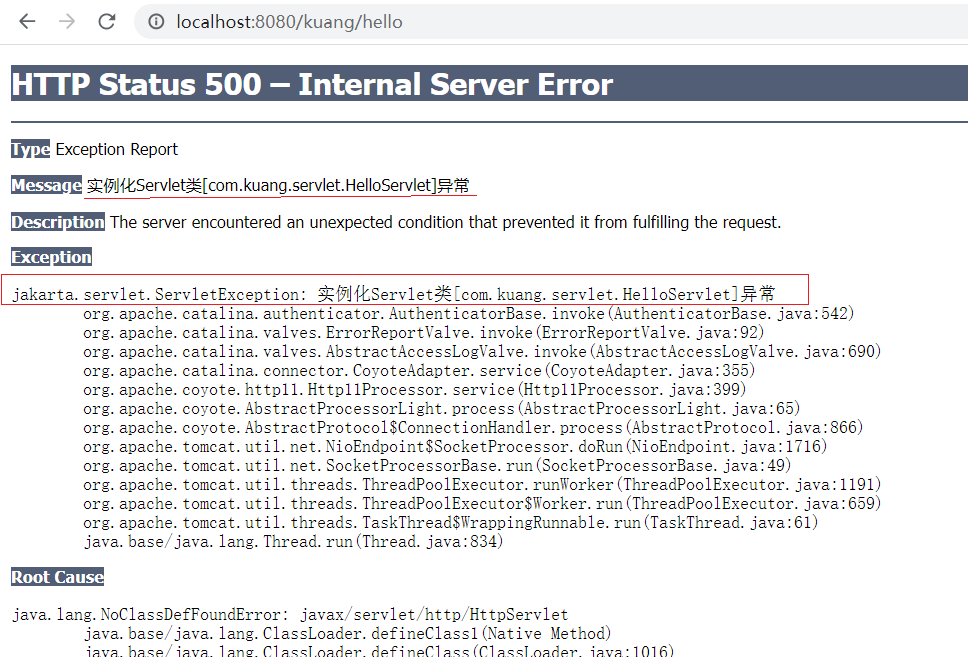 localhost:8080/kuang/hello
HTTP Status 500 – Internal Server Error
Type Exception Report
Message 实例化Servlet类[com.kuang.servlet.HelloServlet]异常
Description The server encountered an unexpected condition that prevented it from fulfilling the request.
Exception
jakarta.servlet.ServletException: 实例化Servlet类[com.kuang.servlet.HelloServlet]异常
org.apache.catalina.authenticator.AuthenticatorBase.invoke(AuthenticatorBase.java:542)
org.apache.catalina.valves.ErrorReportValve.invoke(ErrorReportValve.java:92)
org.apache.catalina.valves.AbstractAccessLogValve.invoke(AbstractAccessLogValve.java:690)
org.apache.catalina.connector.CoyoteAdapter.service(CoyoteAdapter.java:355)
org.apache.coyote.http11.Http11Processor.service(Http11Processor.java:399)
org.apache.coyote.AbstractProcessorLight.process(AbstractProcessorLight.java:65)
org.apache.coyote.AbstractProtocol$ConnectionHandler.process(AbstractProtocol.java:866)
org.apache.tomcat.util.net.NioEndpoint$SocketProcessor.doRun(NioEndpoint.java:1716)
org.apache.tomcat.util.net.SocketProcessorBase.run(SocketProcessorBase.java:49)
org.apache.tomcat.util.threads.ThreadPoolExecutor.runWorker(ThreadPoolExecutor.java:1191)
org.apache.tomcat.util.threads.ThreadPoolExecutor$Worker.run(ThreadPoolExecutor.java:659)
org.apache.tomcat.util.threads.TaskThread$WrappingRunnable.run(TaskThread.java:61)
java.base/java.lang.Thread.run(Thread.java:834)
Root Cause
java.lang.NoClassDefFoundError: javax/servlet/http/HttpServlet
java.base/java.lang.ClassLoader.defineClass1(Native Method)
java.base/java.lang.ClassLoader.defineClass(ClassLoader.java:1016)